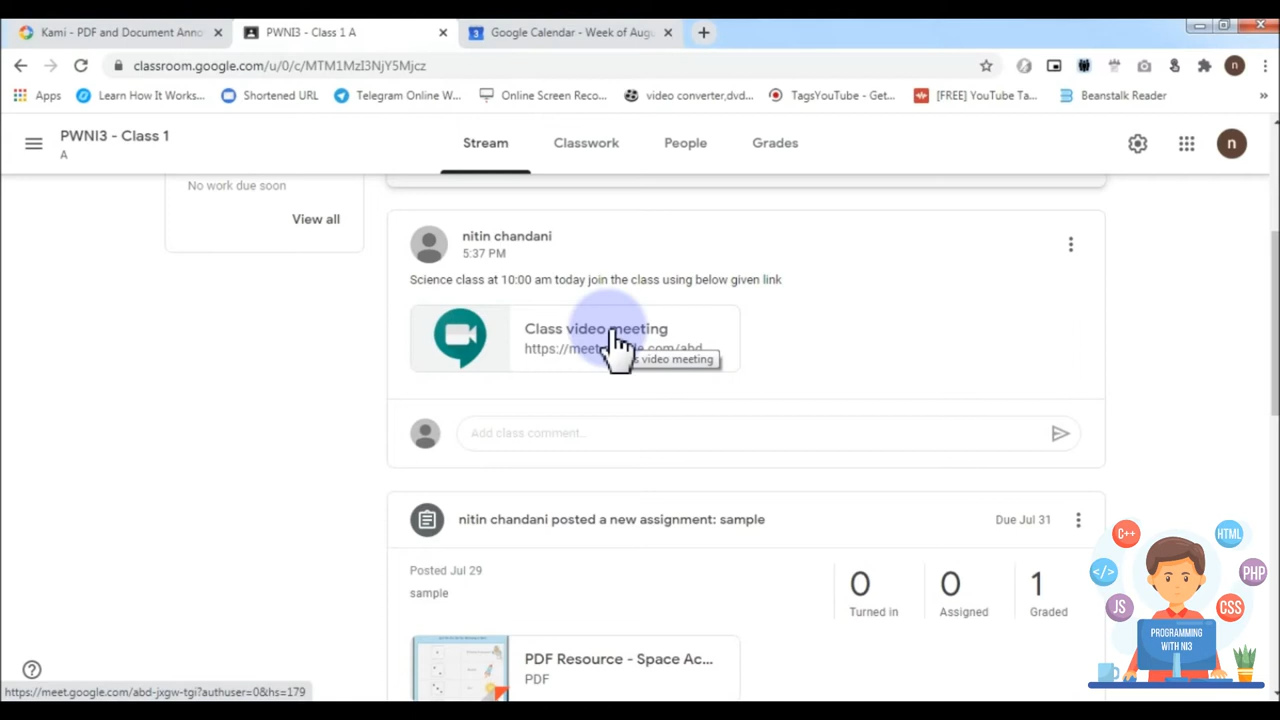 Kami - PDF and Document Anno
PWNI3 - Class 1 A
Google Calendar - Week of Aug
classroom.google.com/u/0/c/MTM1MzI3NjY5Mjcz
n
Apps
Learn How It Works...
Shortened URL
Telegram Online W...
Online Screen Reco...
video converter,dvd...
TagsYouTube - Get...
[FREE] YouTube Ta...
Beanstalk Reader
»
PWNI3 - Class 1
A
Stream
Classwork
People
Grades
n
No work due soon
View all
nitin chandani
5:37 PM
Science class at 10:00 am today join the class using below given link
Class video meeting
https://meet
.com/abd
video meeting
Add class comment...
nitin chandani posted a new assignment: sample
Due Jul 31
Posted Jul 29
sample
0
Turned in
0
Assigned
1
Graded
PDF Resource - Space Ac...
PDF
C++
HTML
</>
PHP
JS
CSS
PROGRAMMING
WITH NI3
https://meet.google.com/abd-jxgw-tgi?authuser=0&hs=179